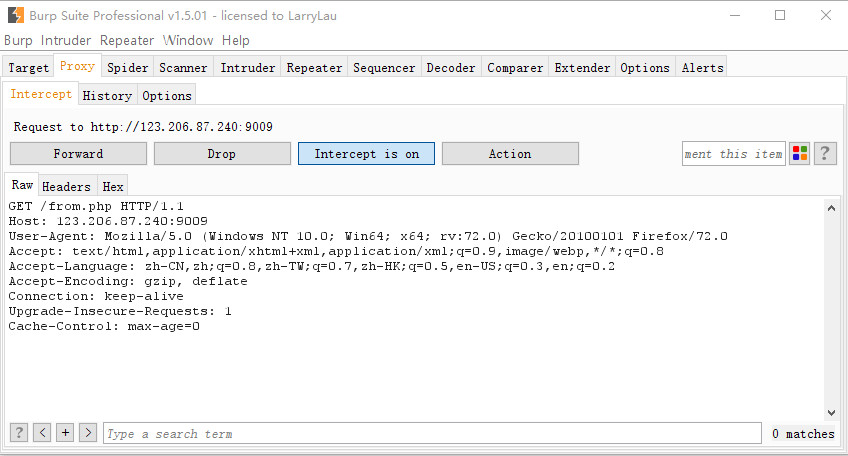 Burp Suite Professional v1.5.01 - licensed to LarryLau
Burp Intruder Repeater Window Help
Target Proxy Spider Scanner Intruder Repeater Sequencer Decoder Comparer Extender Options Alerts
Intercept History Options
Request to http://123.206.87.240:9009
Forward Drop Intercept is on Action ment this item ?
Raw Headers Hex
GET /from.php HTTP/1.1
Host: 123.206.87.240:9009
User-Agent: Mozilla/5.0 (Windows NT 10.0; Win64; x64; rv:72.0) Gecko/20100101 Firefox/72.0
Accept: text/html,application/xhtml+xml,application/xml;q=0.9,image/webp,*/*;q=0.8
Accept-Language: zh-CN,zh;q=0.8,zh-TW;q=0.7,zh-HK;q=0.5,en-US;q=0.3,en;q=0.2
Accept-Encoding: gzip, deflate
Connection: keep-alive
Upgrade-Insecure-Requests: 1
Cache-Control: max-age=0
? < + > Type a search term 0 matches